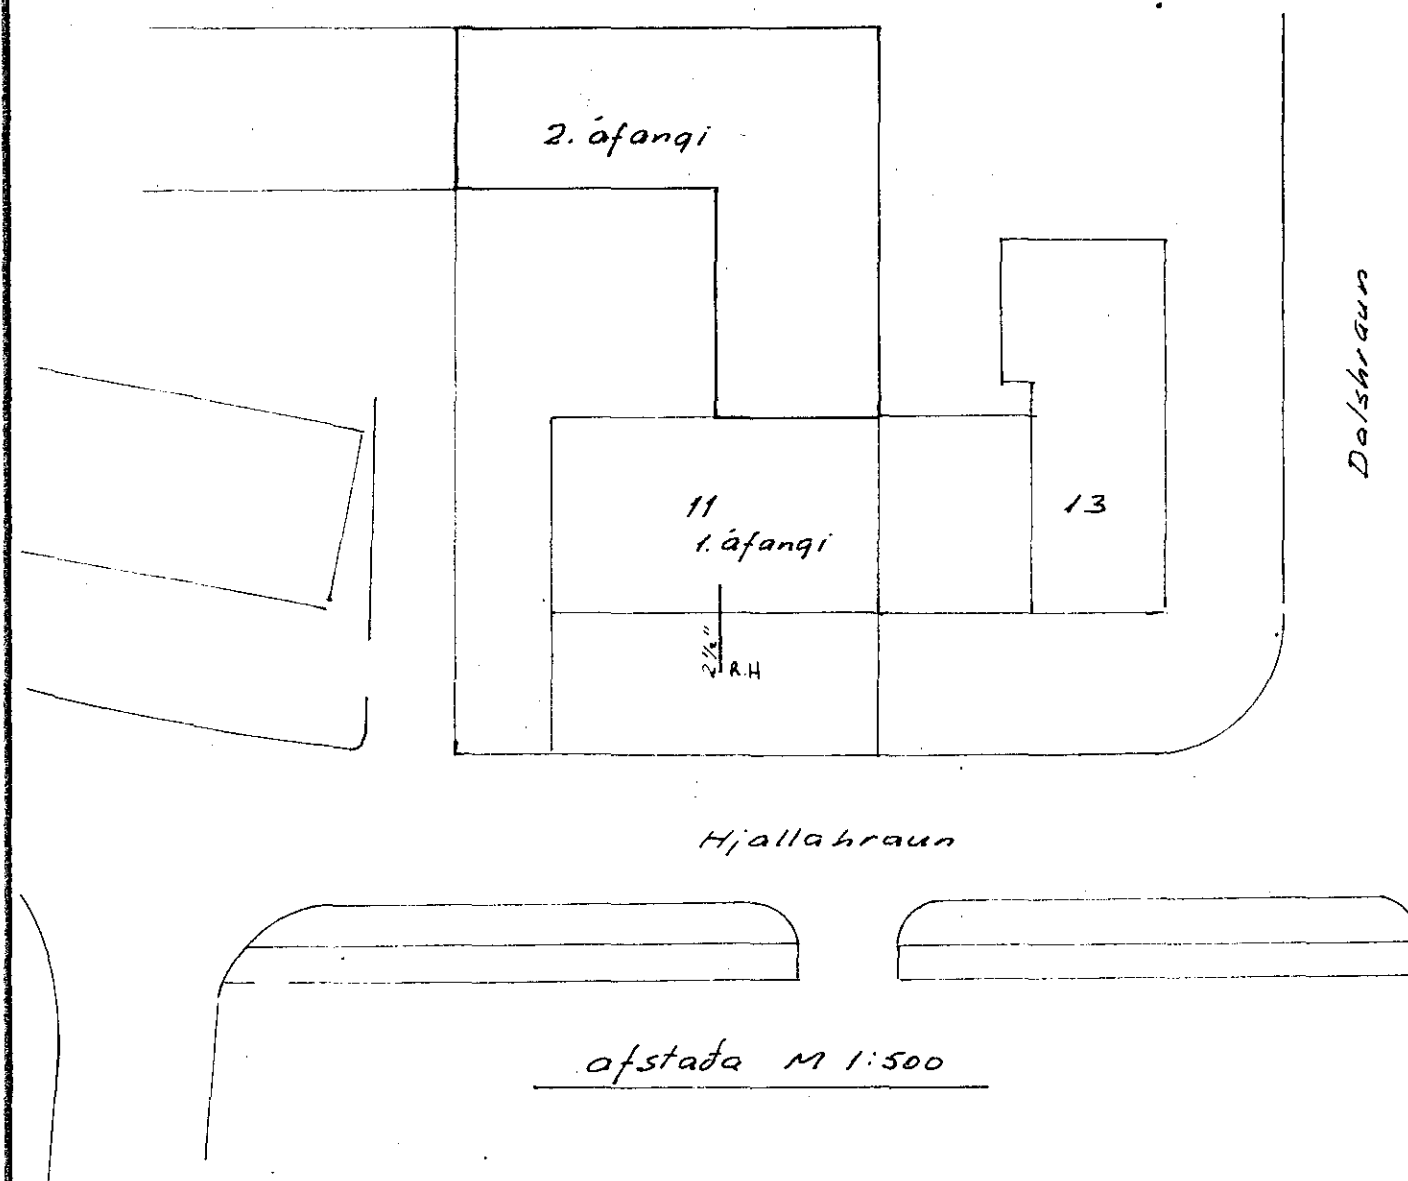 2. áfangi
Dalshraun
11
13
1. áfangi
2½"
R.H
Hjallahraun
afstaða M 1:500